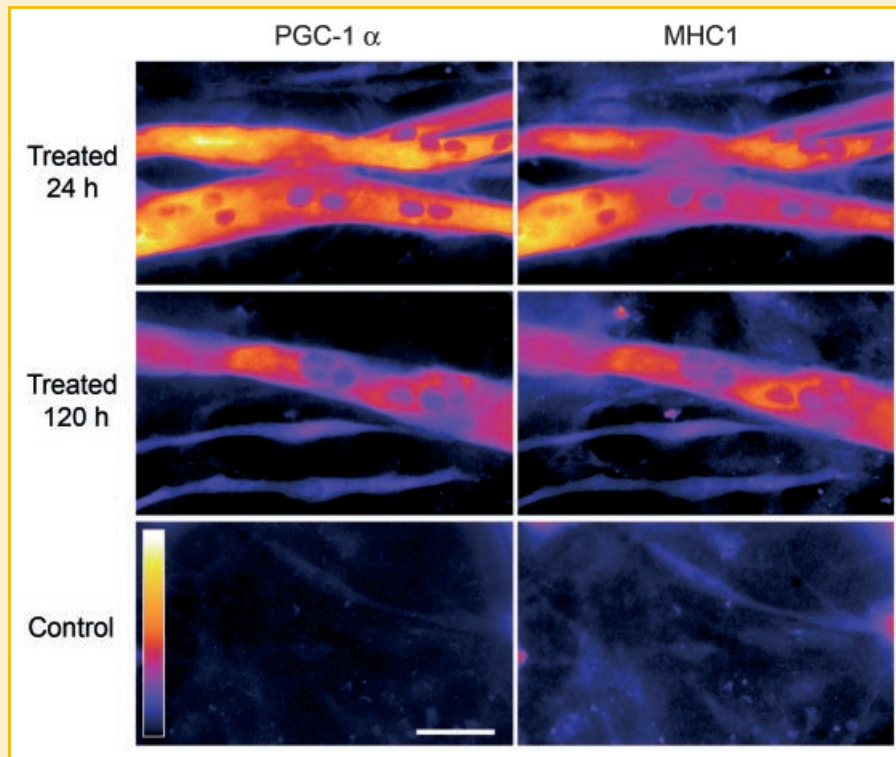 PGC-1 α MHC1
Treated
24 h
Treated
120 h
Control